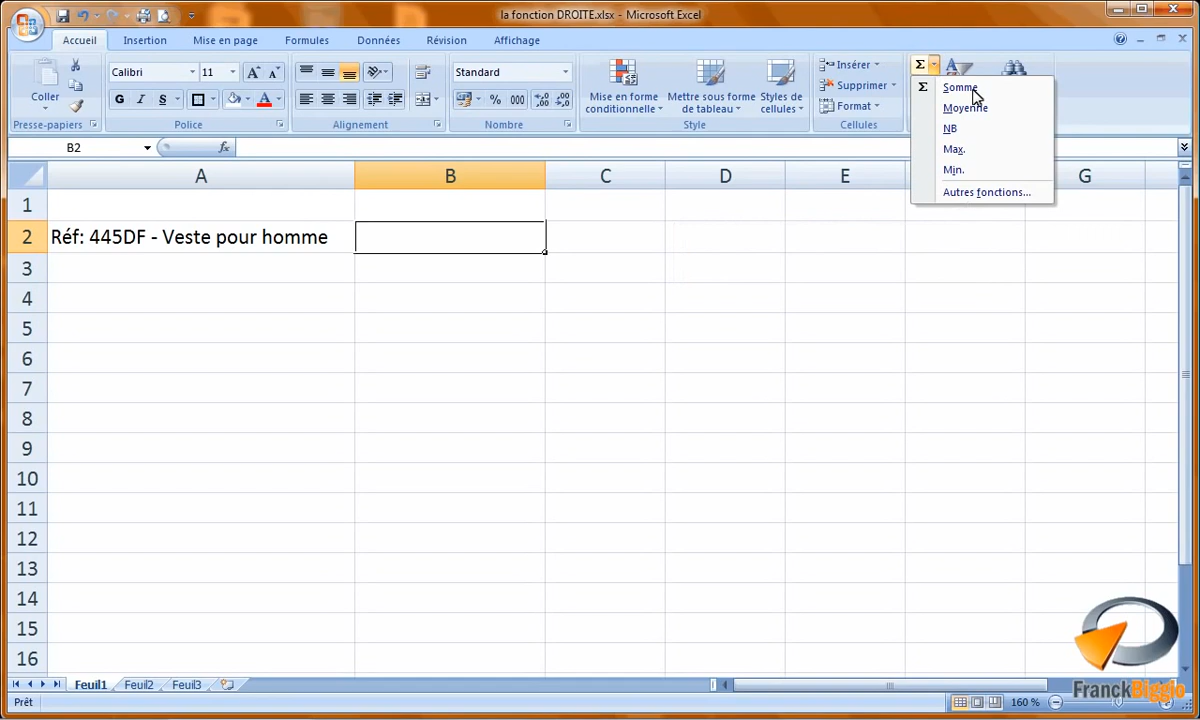 la fonction DROITE.xlsx - Microsoft Excel
Accueil Insertion Mise en page Formules Données Révision Affichage
Coller
Presse-papiers
Calibri 11
G I S
Police
Alignement
Standard
% 000
Nombre
Mise en forme conditionnelle
Mettre sous forme de tableau
Styles de cellules
Style
Insérer
Supprimer
Format
Cellules
Σ
Σ Somme
Moyenne
NB
Max.
Min.
Autres fonctions...
B2 fx
A B C D E G
1
2 Réf: 445DF - Veste pour homme
3
4
5
6
7
8
9
10
11
12
13
14
15
16
Feuil1 Feuil2 Feuil3
Prêt 160 %
FranckBiggio